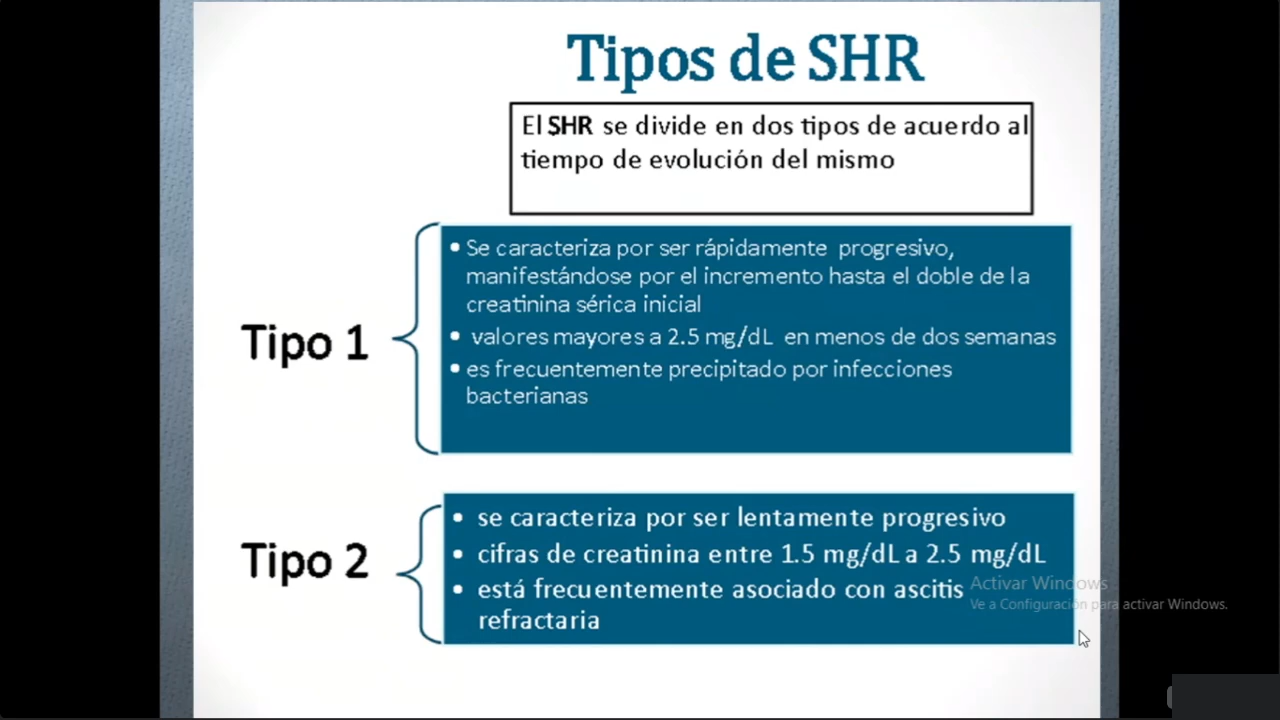 Tipos de SHR
El SHR se divide en dos tipos de acuerdo al
tiempo de evolución del mismo
Tipo 1
• Se caracteriza por ser rápidamente progresivo,
manifestándose por el incremento hasta el doble de la
creatinina sérica inicial
• valores mayores a 2.5 mg/dL en menos de dos semanas
• es frecuentemente precipitado por infecciones
bacterianas
Tipo 2
• se caracteriza por ser lentamente progresivo
• cifras de creatinina entre 1.5 mg/dL a 2.5 mg/dL
• está frecuentemente asociado con ascitis
refractaria
Activar Windows
Ve a Configuración para activar Windows.